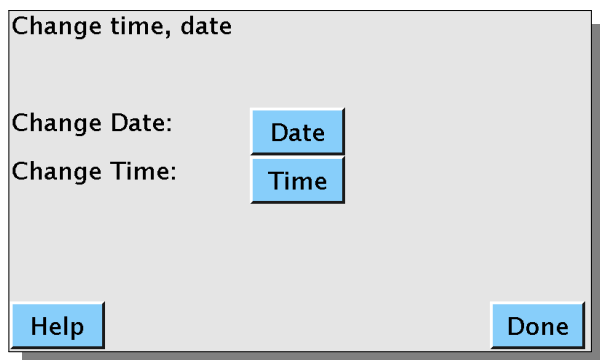 Change time, date
Change Date: Date
Change Time: Time
Help Done